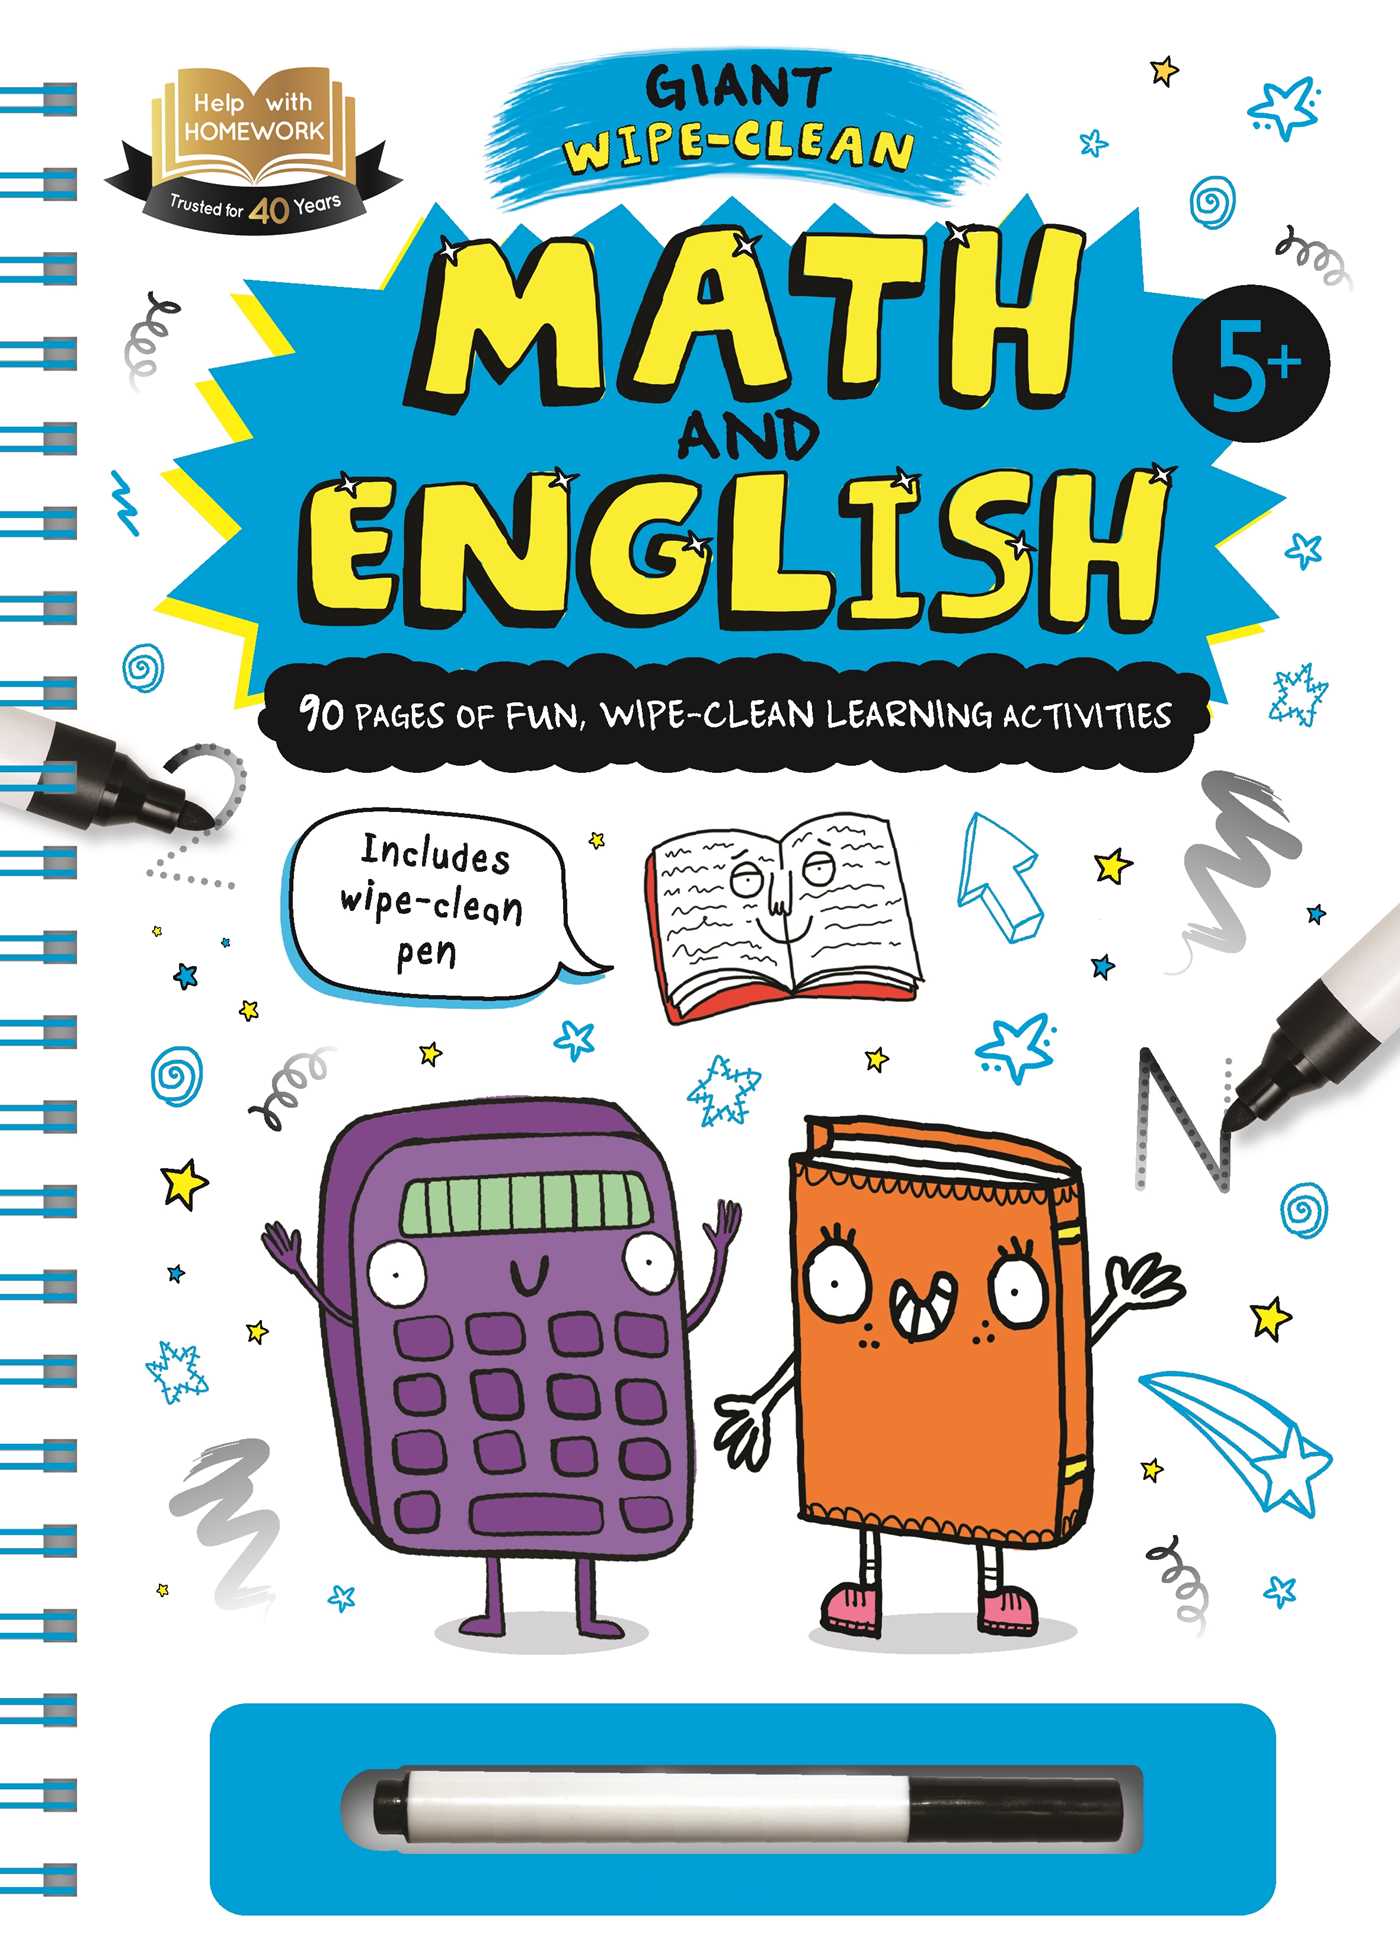 Help with
HOMEWORK
Trusted for 40 Years
GIANT
WIPE-CLEAN
MATH
AND
ENGLISH
5+
90 PAGES OF FUN, WIPE-CLEAN LEARNING ACTIVITIES
2
Includes
wipe-clean
pen
N